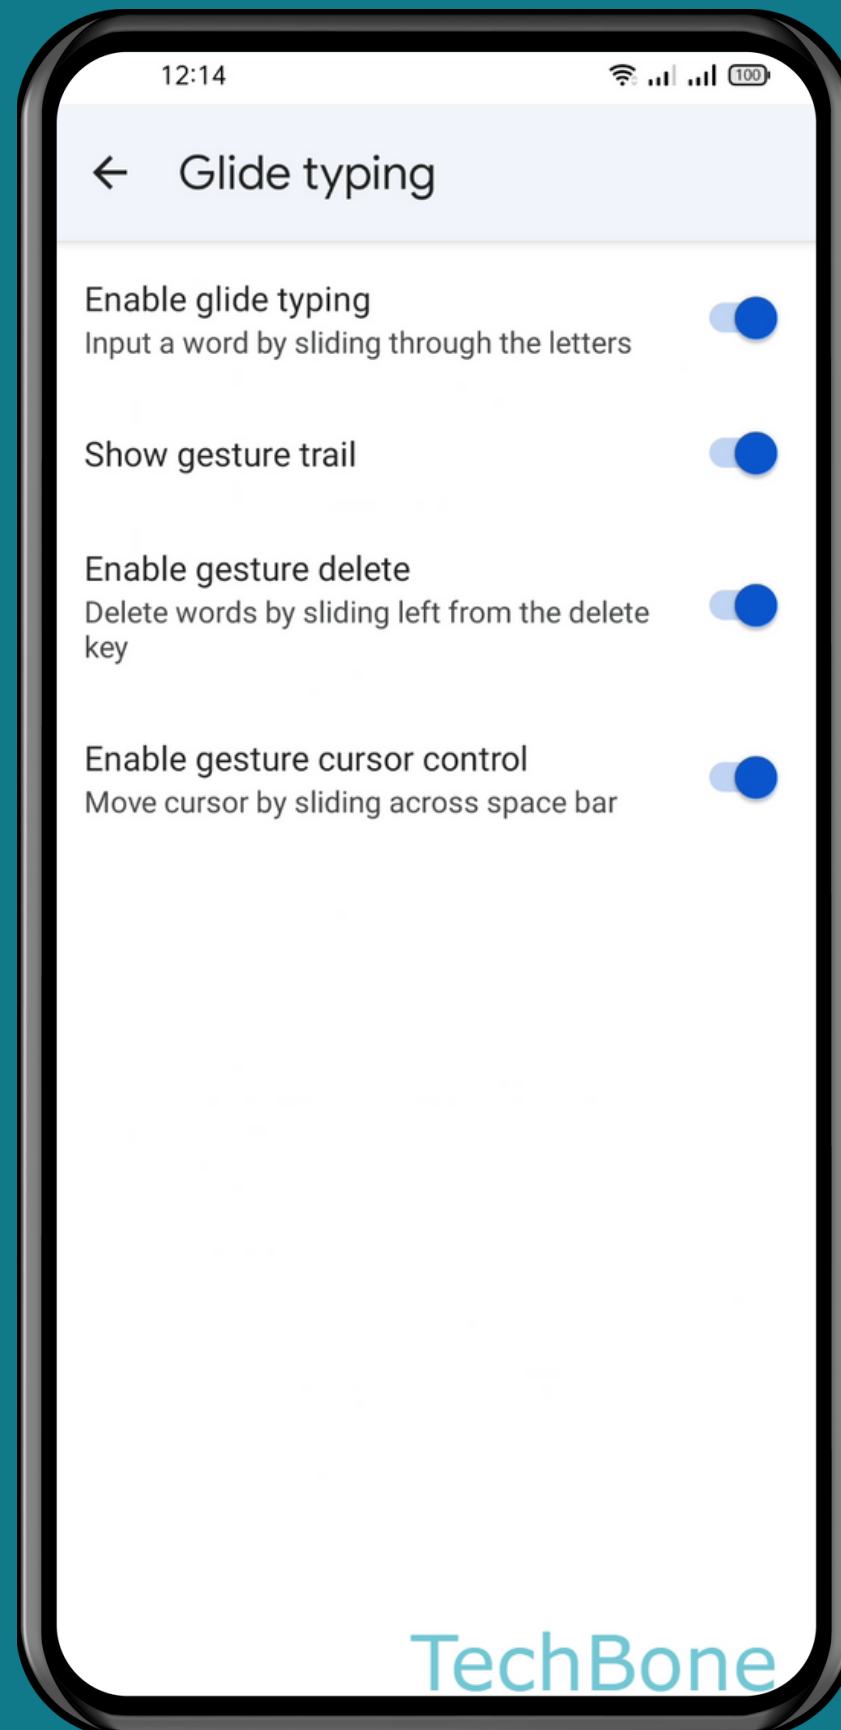 12:14
100
Glide typing
Enable glide typing
Input a word by sliding through the letters
Show gesture trail
Enable gesture delete
Delete words by sliding left from the delete
key
Enable gesture cursor control
Move cursor by sliding across space bar
TechBone